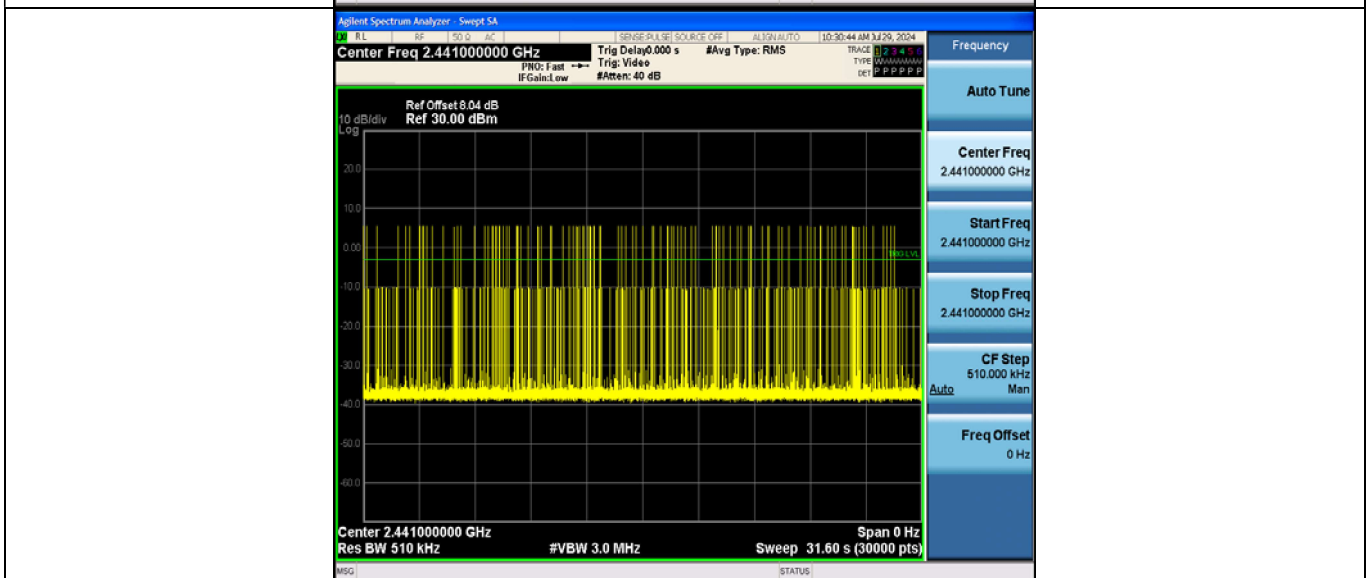 Agilent Spectrum Analyzer - Swept SA
RL RF 50 Ω AC SENSE:PULSE SOURCE OFF ALIGN AUTO 10:30:44 AM Jul 29, 2024
Center Freq 2.441000000 GHz
PNO: Fast
IFGain:Low
Trig Delay0.000 s
Trig: Video
#Atten: 40 dB
#Avg Type: RMS
TRACE 1 2 3 4 5 6
TYPE WWWWWW
DET P P P P P P
Frequency
Auto Tune
Center Freq
2.441000000 GHz
Start Freq
2.441000000 GHz
Stop Freq
2.441000000 GHz
CF Step
510.000 kHz
Auto Man
Freq Offset
0 Hz
Ref Offset 8.04 dB
10 dB/div Ref 30.00 dBm
Log
20.0
10.0
0.00
TRIG LVL
-10.0
-20.0
-30.0
-40.0
-50.0
-60.0
Center 2.441000000 GHz Span 0 Hz
Res BW 510 kHz #VBW 3.0 MHz Sweep 31.60 s (30000 pts)
MSG STATUS